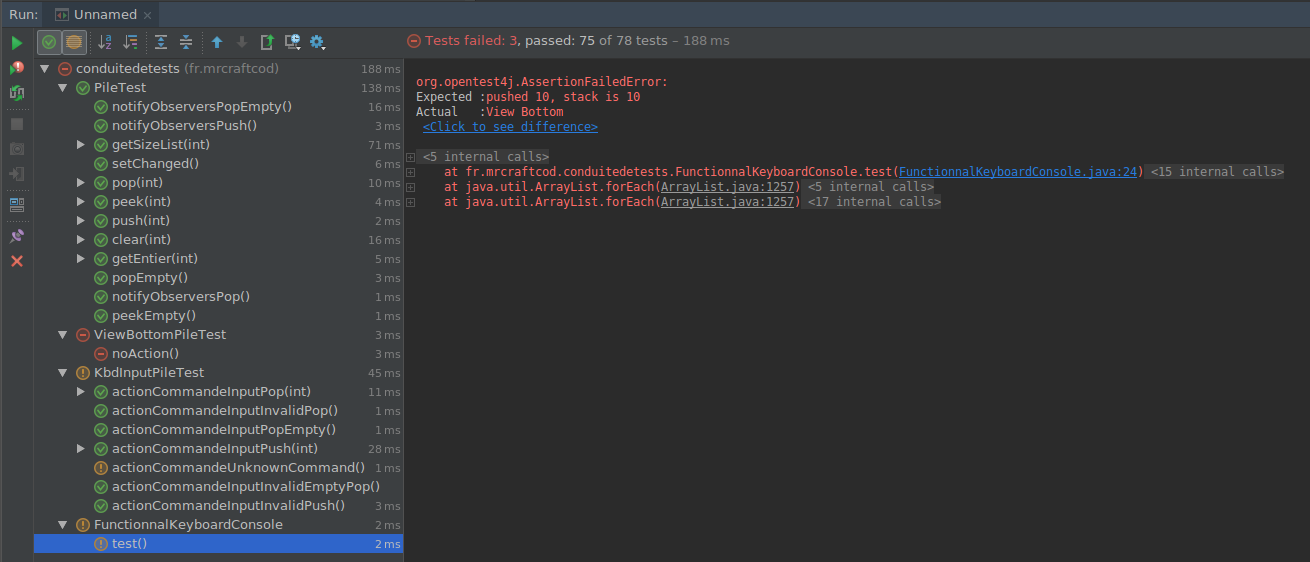 Run: Unnamed
Tests failed: 3, passed: 75 of 78 tests – 188 ms
conduitedetests (fr.mrcraftcod) 188 ms
PileTest 138 ms
notifyObserversPopEmpty() 16 ms
notifyObserversPush() 3 ms
getSizeList(int) 71 ms
setChanged() 6 ms
pop(int) 10 ms
peek(int) 4 ms
push(int) 2 ms
clear(int) 16 ms
getEntier(int) 5 ms
popEmpty() 3 ms
notifyObserversPop() 1 ms
peekEmpty() 1 ms
ViewBottomPileTest 3 ms
noAction() 3 ms
KbdInputPileTest 45 ms
actionCommandeInputPop(int) 11 ms
actionCommandeInputInvalidPop() 1 ms
actionCommandeInputPopEmpty() 1 ms
actionCommandeInputPush(int) 28 ms
actionCommandeUnknownCommand() 1 ms
actionCommandeInputInvalidEmptyPop()
actionCommandeInputInvalidPush() 3 ms
FunctionnalKeyboardConsole 2 ms
test() 2 ms
org.opentest4j.AssertionFailedError:
Expected :pushed 10, stack is 10
Actual :View Bottom
<Click to see difference>
<5 internal calls>
at fr.mrcraftcod.conduitedetests.FunctionnalKeyboardConsole.test(FunctionnalKeyboardConsole.java:24) <15 internal calls>
at java.util.ArrayList.forEach(ArrayList.java:1257) <5 internal calls>
at java.util.ArrayList.forEach(ArrayList.java:1257) <17 internal calls>